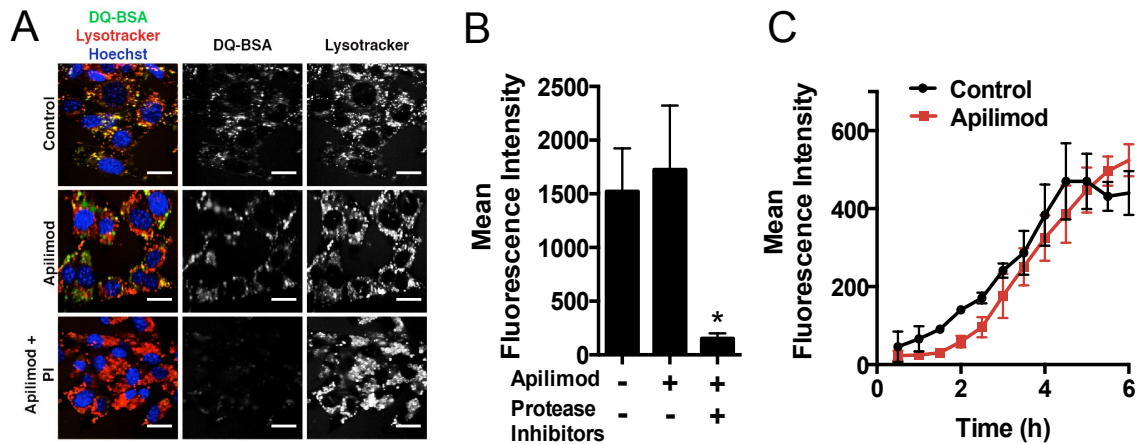 A
DQ-BSA
Lysotracker
Hoechst
DQ-BSA
Lysotracker
Control
Apilimod
Apilimod +
PI
B
Mean
Fluorescence Intensity
2500
2000
1500
1000
500
0
*
Apilimod - + +
Protease
Inhibitors - - +
C
Mean
Fluorescence Intensity
Control
Apilimod
600
400
200
0
0 2 4 6
Time (h)